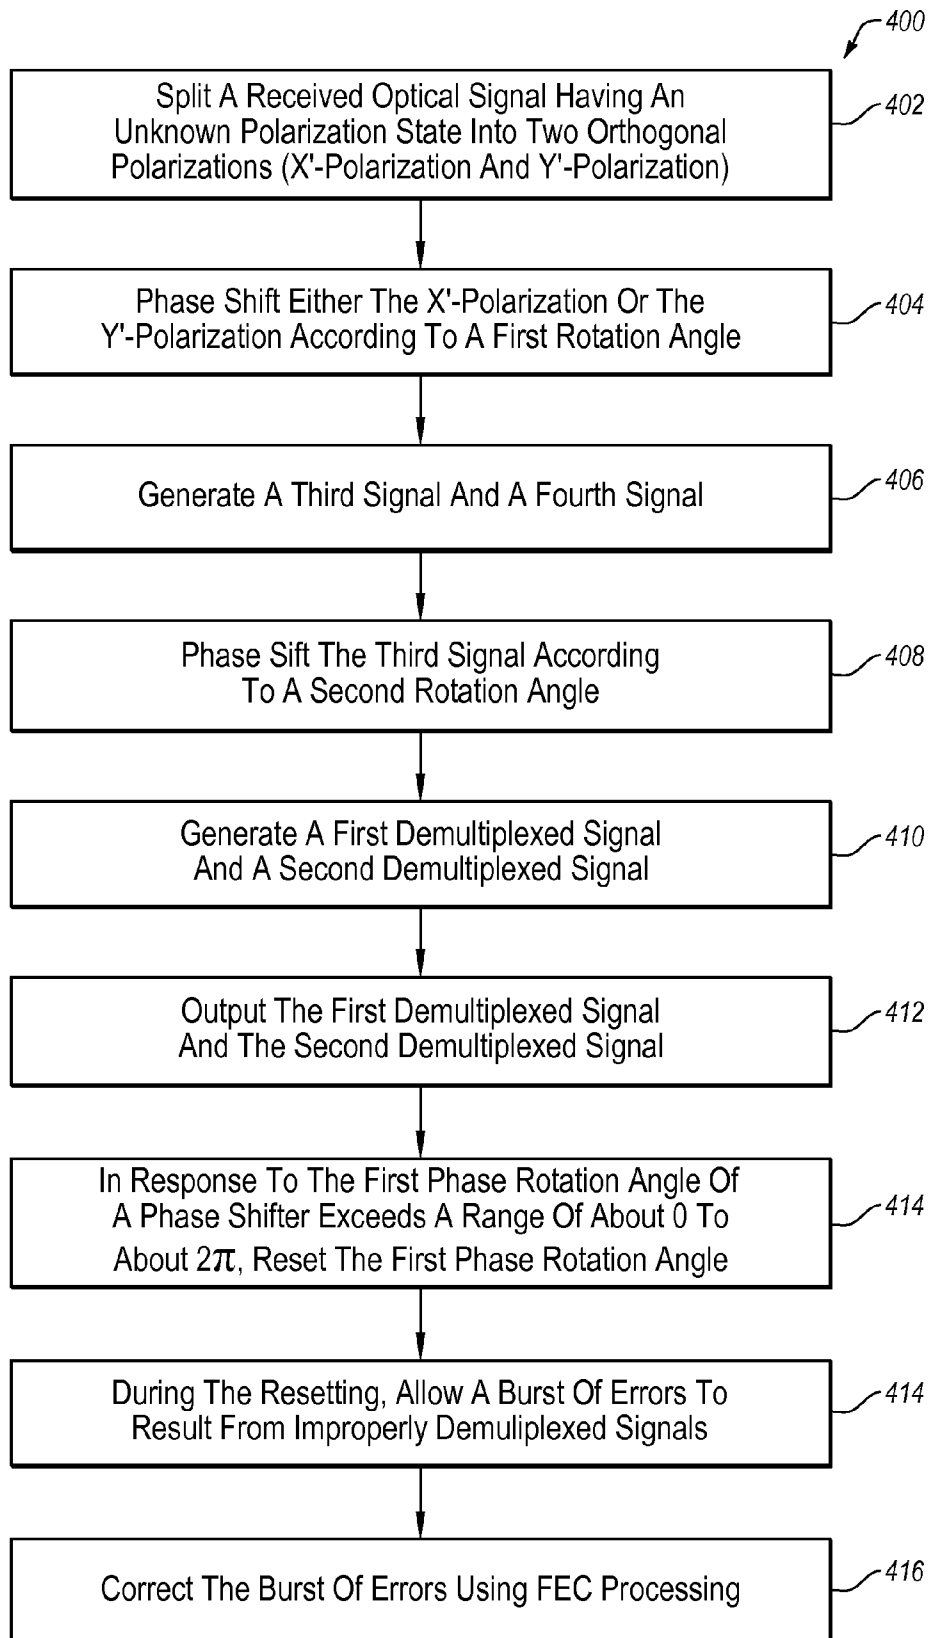 400
Split A Received Optical Signal Having An
Unknown Polarization State Into Two Orthogonal
Polarizations (X'-Polarization And Y'-Polarization)
402
Phase Shift Either The X'-Polarization Or The
Y'-Polarization According To A First Rotation Angle
404
Generate A Third Signal And A Fourth Signal
406
Phase Sift The Third Signal According
To A Second Rotation Angle
408
Generate A First Demultiplexed Signal
And A Second Demultiplexed Signal
410
Output The First Demultiplexed Signal
And The Second Demultiplexed Signal
412
In Response To The First Phase Rotation Angle Of
A Phase Shifter Exceeds A Range Of About 0 To
About 2π, Reset The First Phase Rotation Angle
414
During The Resetting, Allow A Burst Of Errors To
Result From Improperly Demuliplexed Signals
414
Correct The Burst Of Errors Using FEC Processing
416